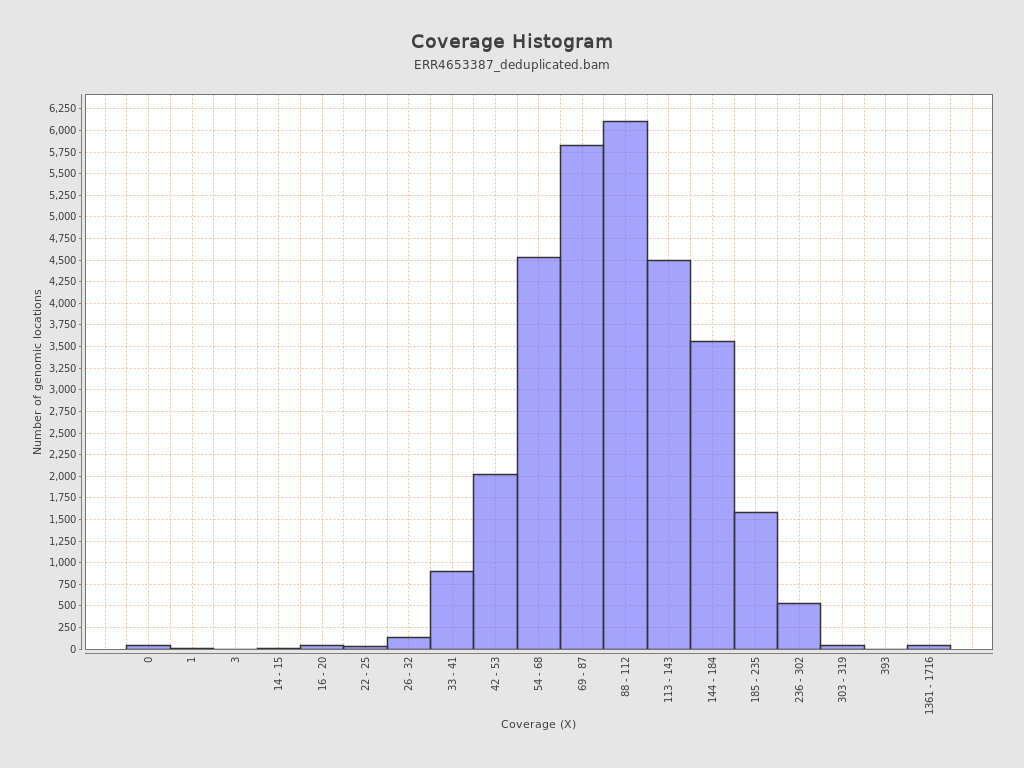 Coverage Histogram
ERR4653387_deduplicated.bam
Number of genomic locations
6,250
6,000
5,750
5,500
5,250
5,000
4,750
4,500
4,250
4,000
3,750
3,500
3,250
3,000
2,750
2,500
2,250
2,000
1,750
1,500
1,250
1,000
750
500
250
0
0
1
3
14 - 15
16 - 20
22 - 25
26 - 32
33 - 41
42 - 53
54 - 68
69 - 87
88 - 112
113 - 143
144 - 184
185 - 235
236 - 302
303 - 319
393
1361 - 1716
Coverage (X)